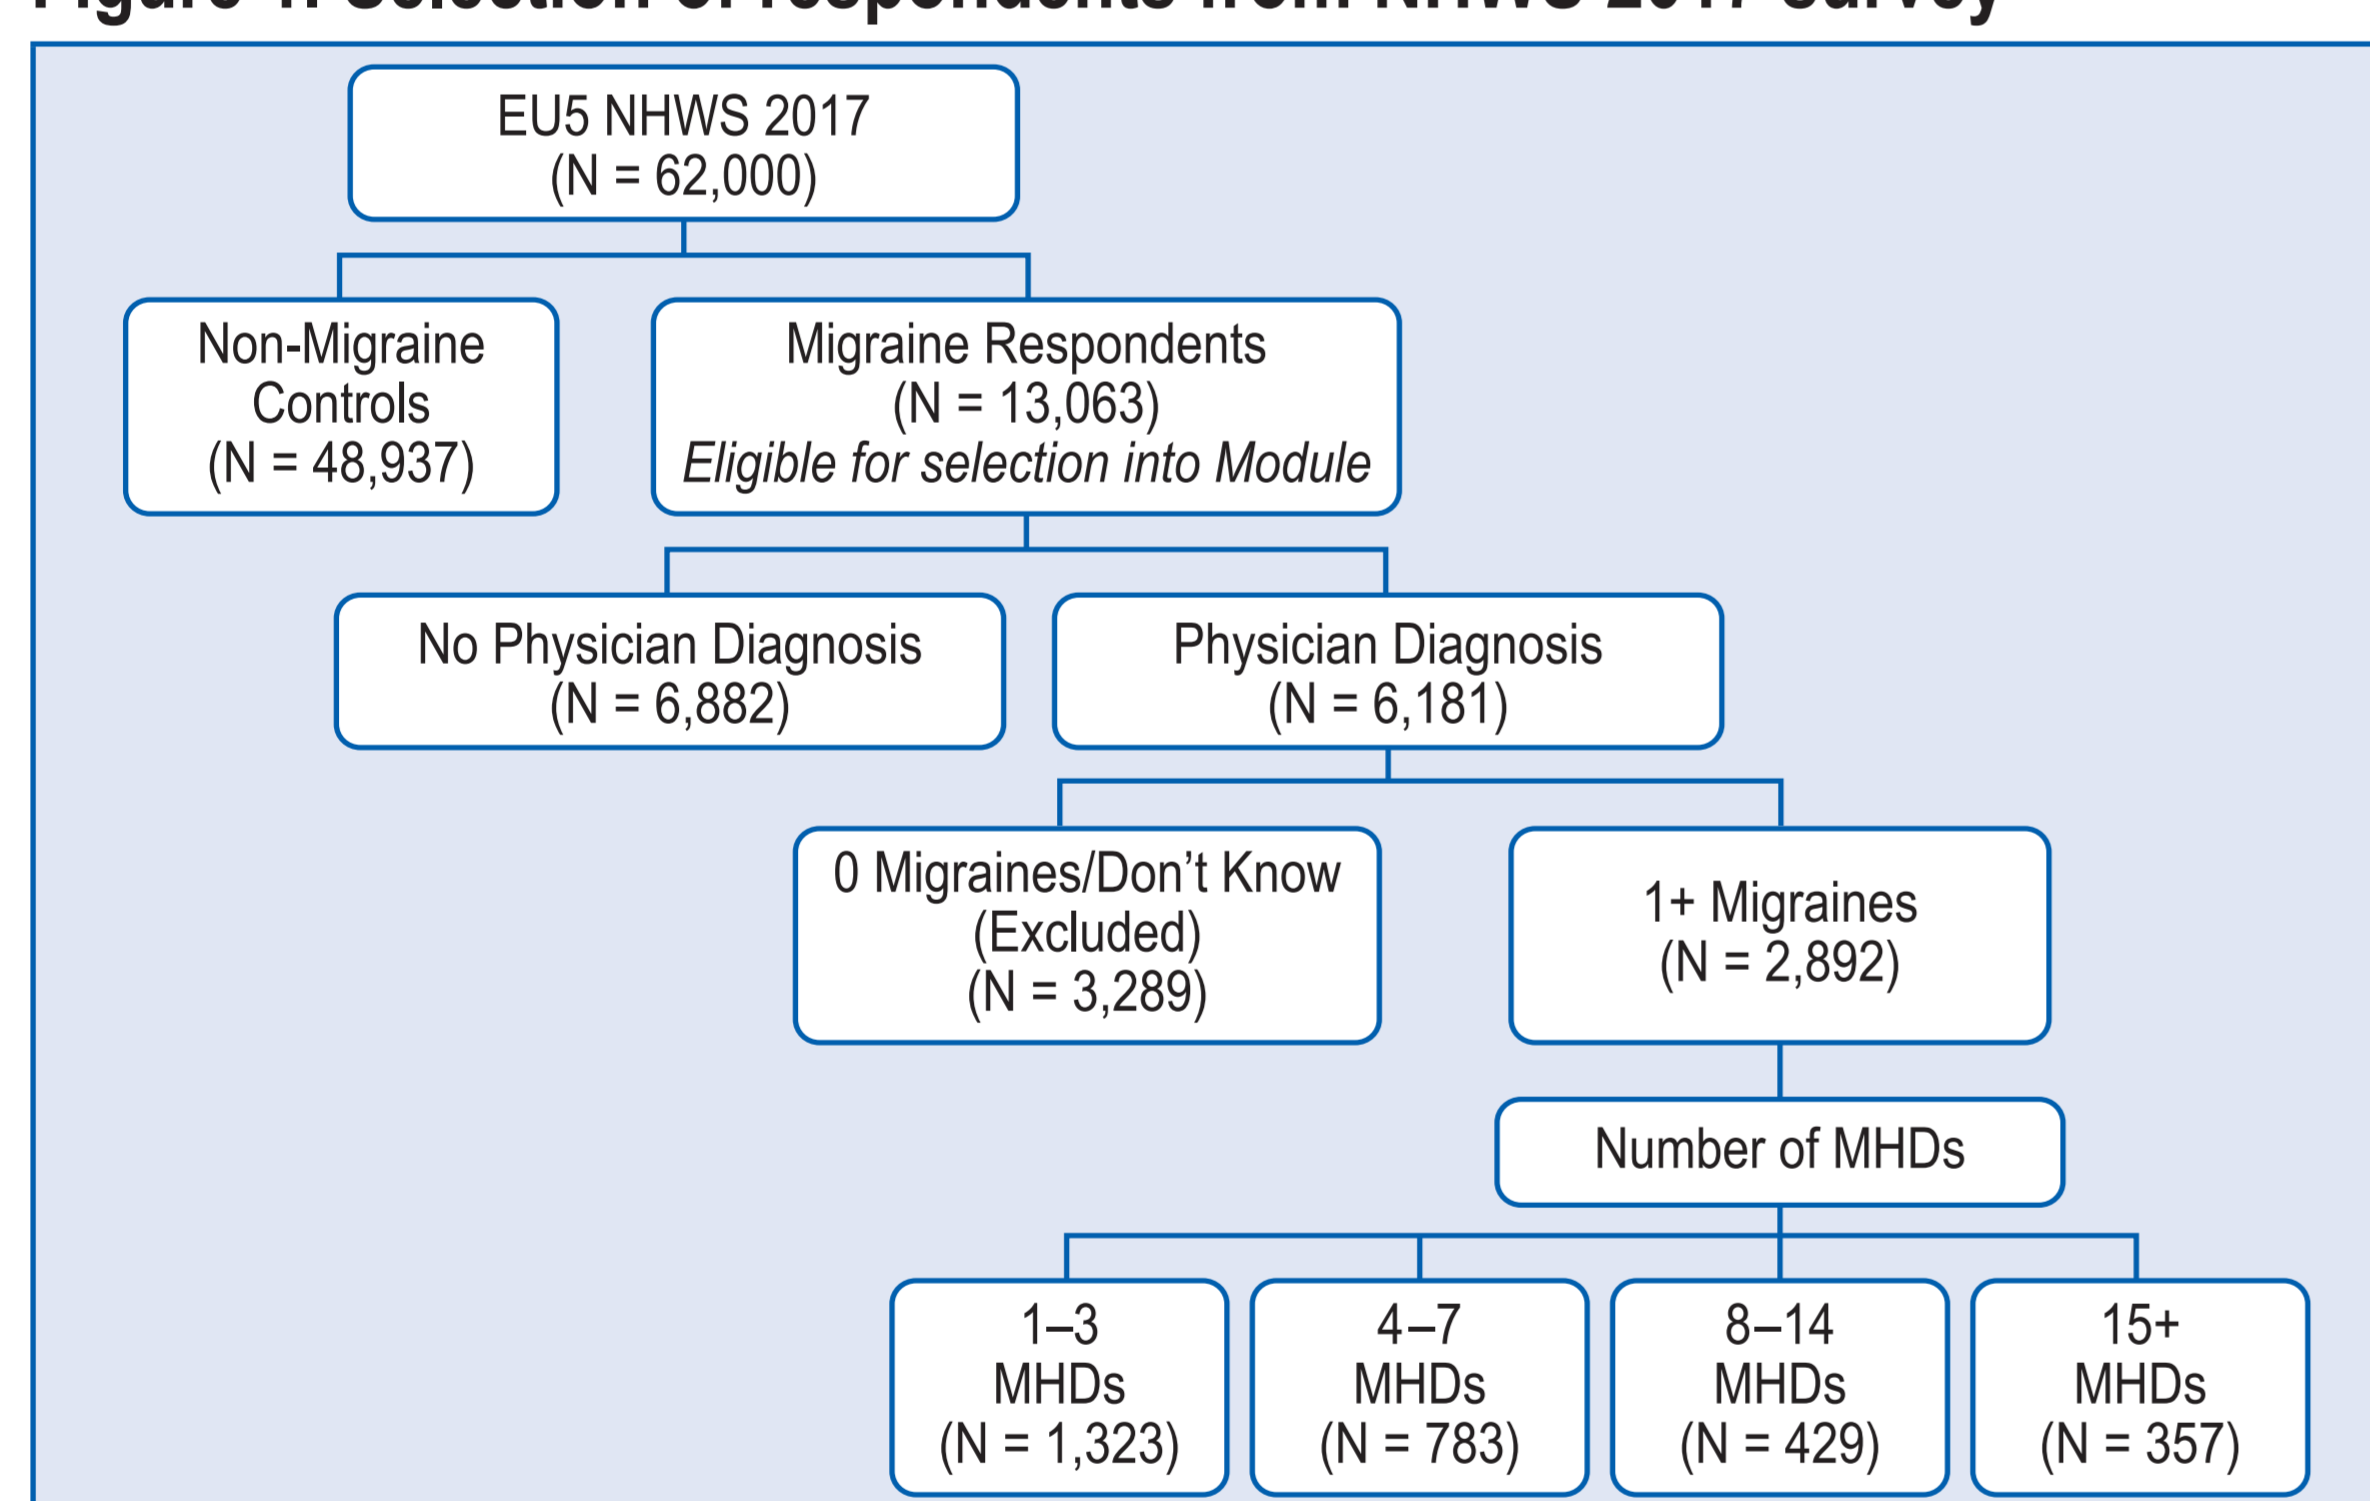 EU5 NHWS 2017
(N = 62,000)
Non-Migraine
Controls
(N = 48,937)
Migraine Respondents
(N = 13,063)
Eligible for selection into Module
No Physician Diagnosis
(N = 6,882)
Physician Diagnosis
(N = 6,181)
0 Migraines/Don’t Know
(Excluded)
(N = 3,289)
1+ Migraines
(N = 2,892)
Number of MHDs
1–3
MHDs
(N = 1,323)
4–7
MHDs
(N = 783)
8–14
MHDs
(N = 429)
15+
MHDs
(N = 357)